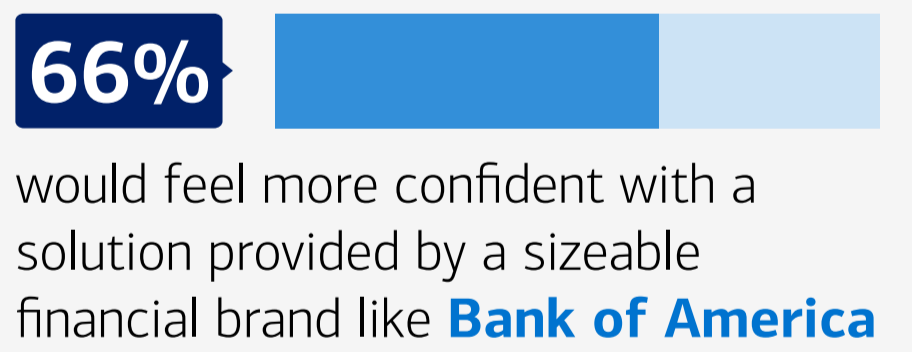 66%
would feel more confident with a
solution provided by a sizeable
financial brand like Bank of America